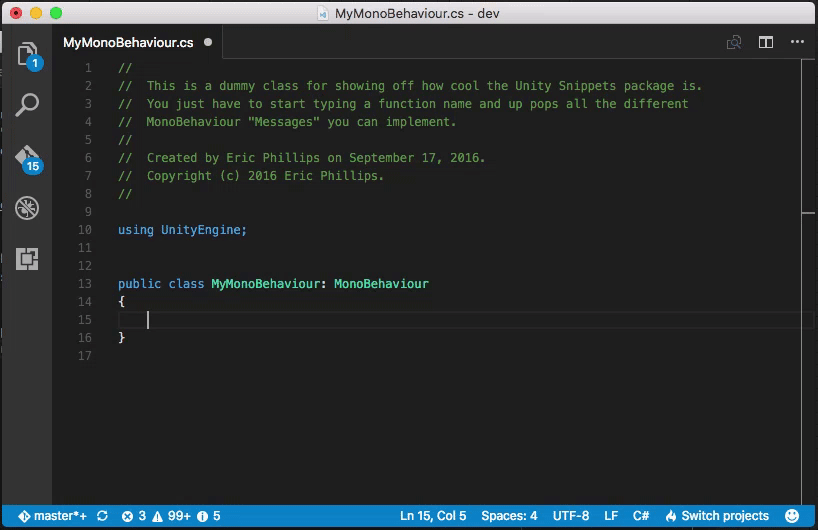 MyMonoBehaviour.cs - dev
MyMonoBehaviour.cs
1
15
1 //
2 // This is a dummy class for showing off how cool the Unity Snippets package is.
3 // You just have to start typing a function name and up pops all the different
4 // MonoBehaviour "Messages" you can implement.
5 //
6 // Created by Eric Phillips on September 17, 2016.
7 // Copyright (c) 2016 Eric Phillips.
8 //
9
10 using UnityEngine;
11
12
13 public class MyMonoBehaviour: MonoBehaviour
14 {
15
16 }
17
master*+ 3 99+ 5 Ln 15, Col 5 Spaces: 4 UTF-8 LF C# Switch projects